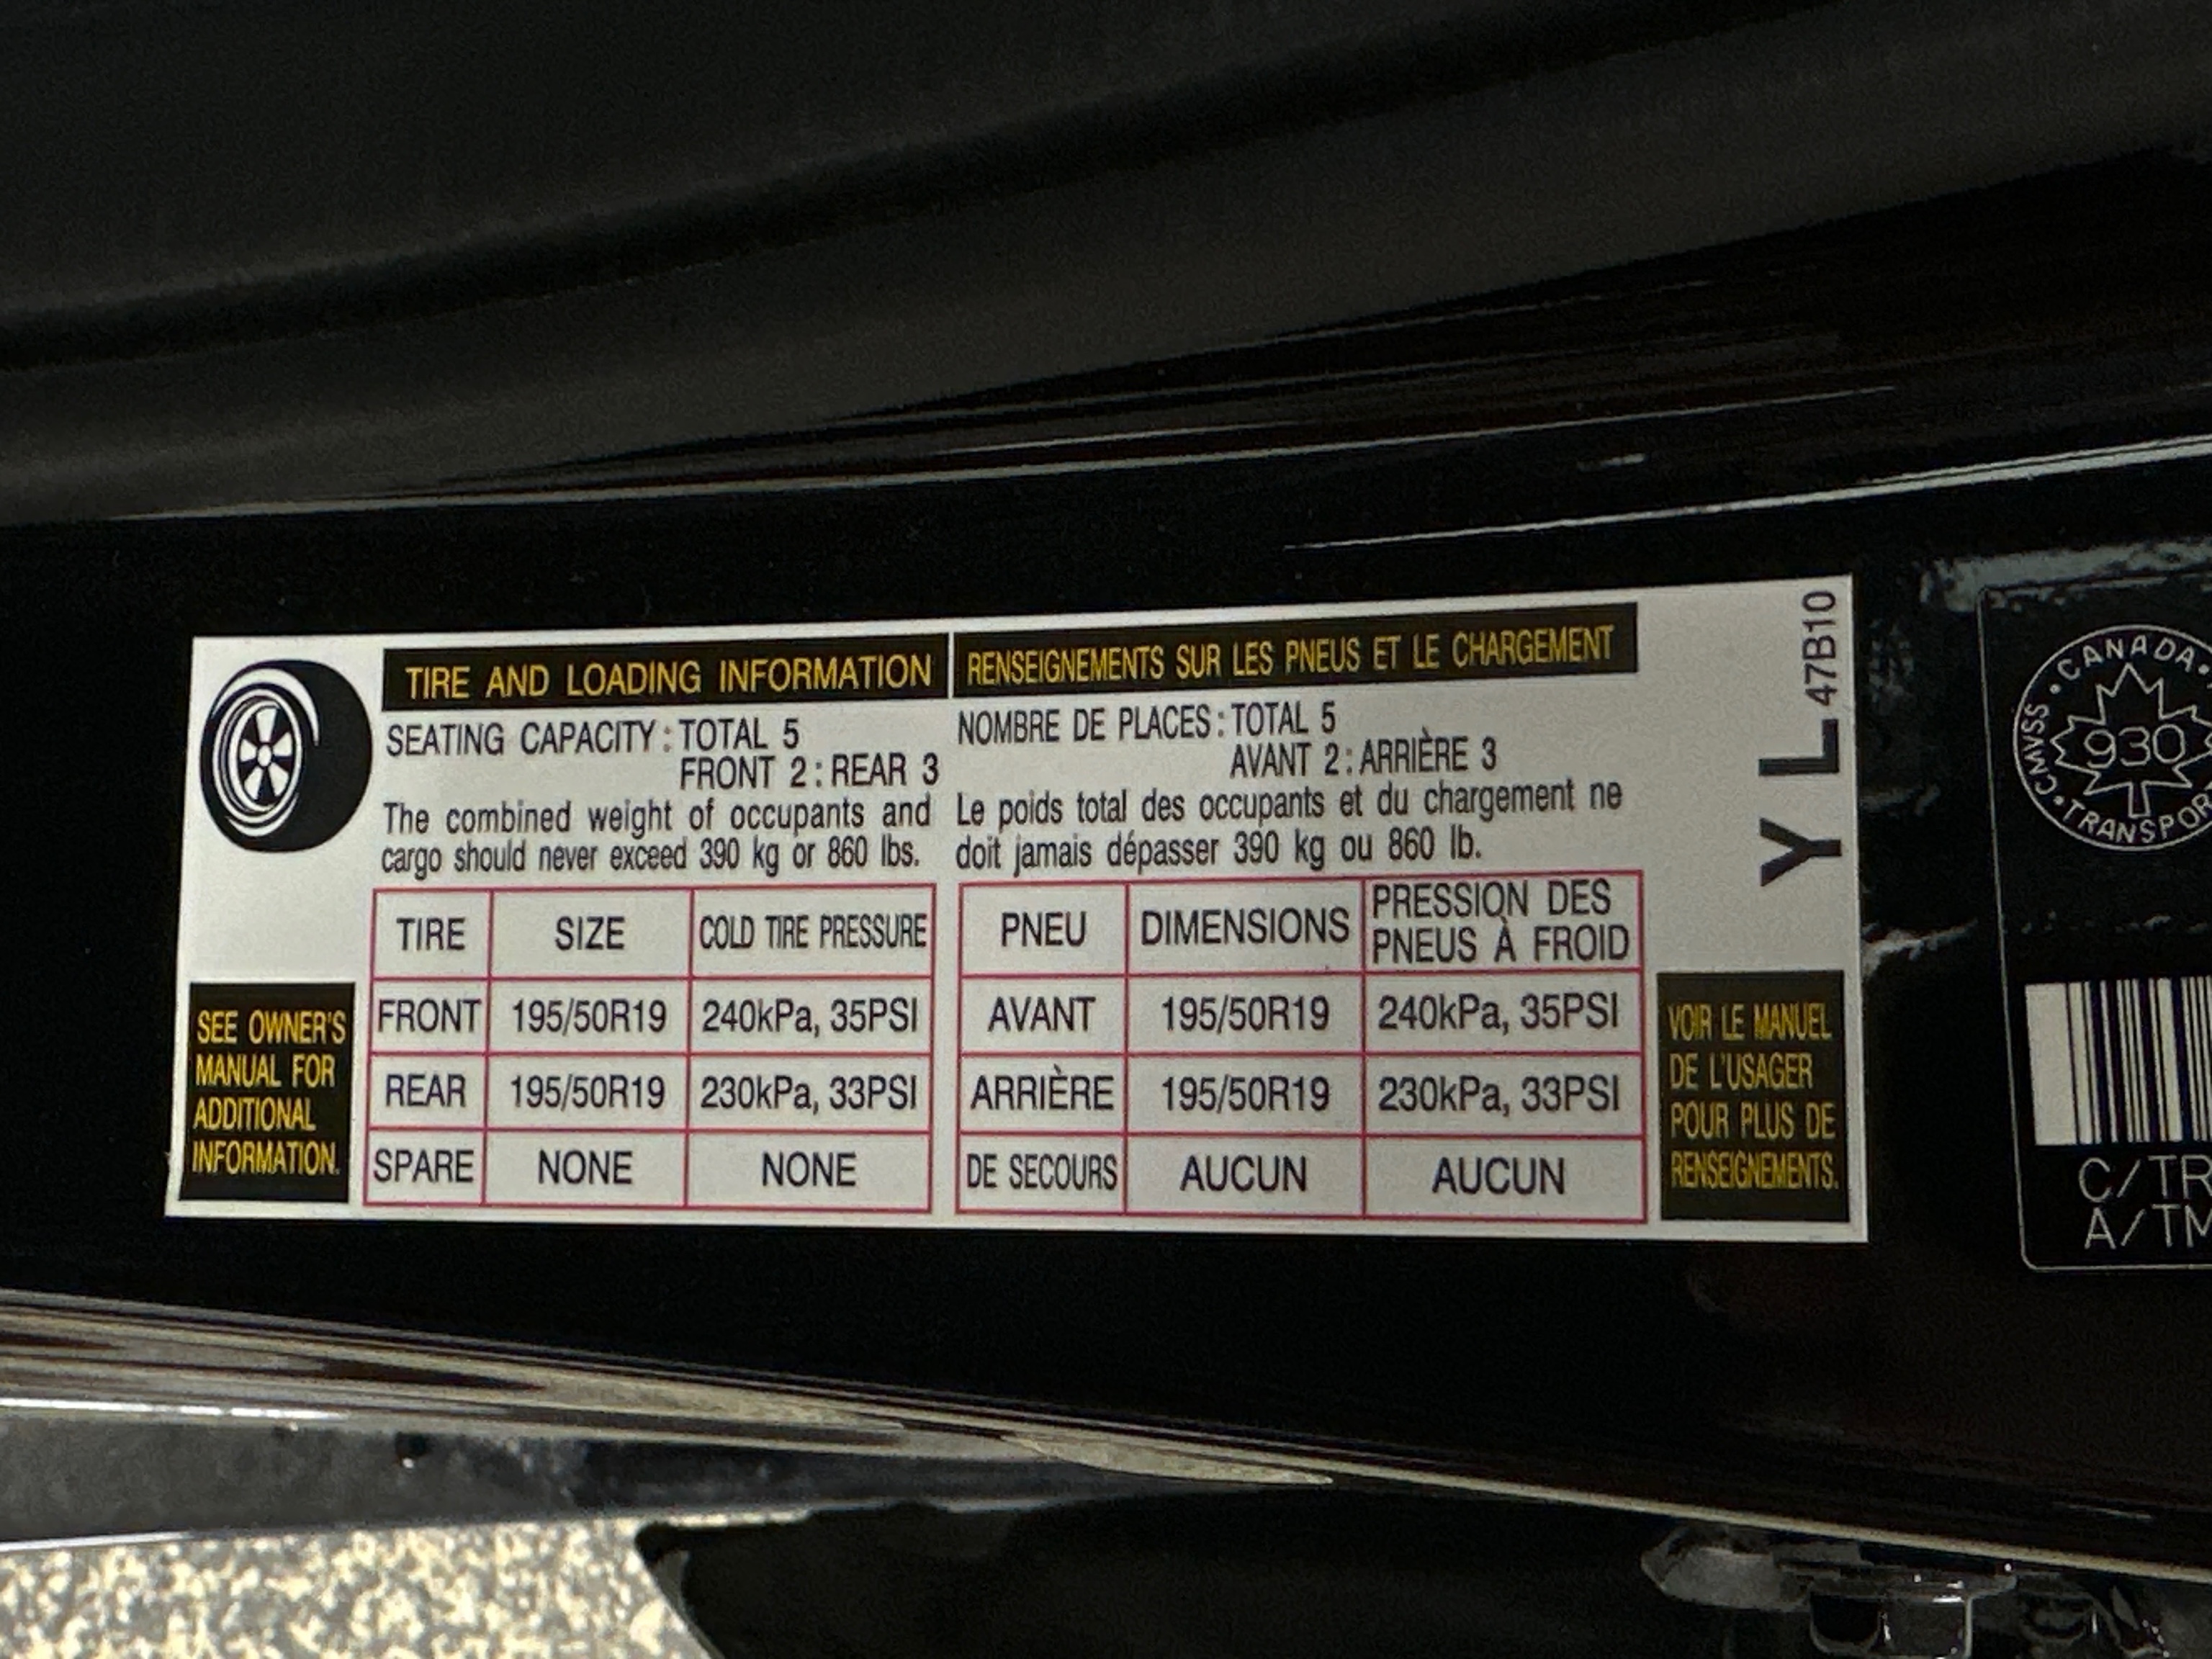 TIRE AND LOADING INFORMATION
SEATING CAPACITY : TOTAL 5
FRONT 2 : REAR 3
The combined weight of occupants and
cargo should never exceed 390 kg or 860 lbs.
TIRE SIZE COLD TIRE PRESSURE
FRONT 195/50R19 240kPa, 35PSI
REAR 195/50R19 230kPa, 33PSI
SPARE NONE NONE
SEE OWNER'S
MANUAL FOR
ADDITIONAL
INFORMATION.
RENSEIGNEMENTS SUR LES PNEUS ET LE CHARGEMENT
NOMBRE DE PLACES : TOTAL 5
AVANT 2 : ARRIÈRE 3
Le poids total des occupants et du chargement ne
doit jamais dépasser 390 kg ou 860 lb.
PNEU DIMENSIONS PRESSION DES
PNEUS À FROID
AVANT 195/50R19 240kPa, 35PSI
ARRIÈRE 195/50R19 230kPa, 33PSI
DE SECOURS AUCUN AUCUN
VOIR LE MANUEL
DE L'USAGER
POUR PLUS DE
RENSEIGNEMENTS.
Y L 47B10
CMVSS • CANADA •
930
TRANSPOR
C/TR
A/TM